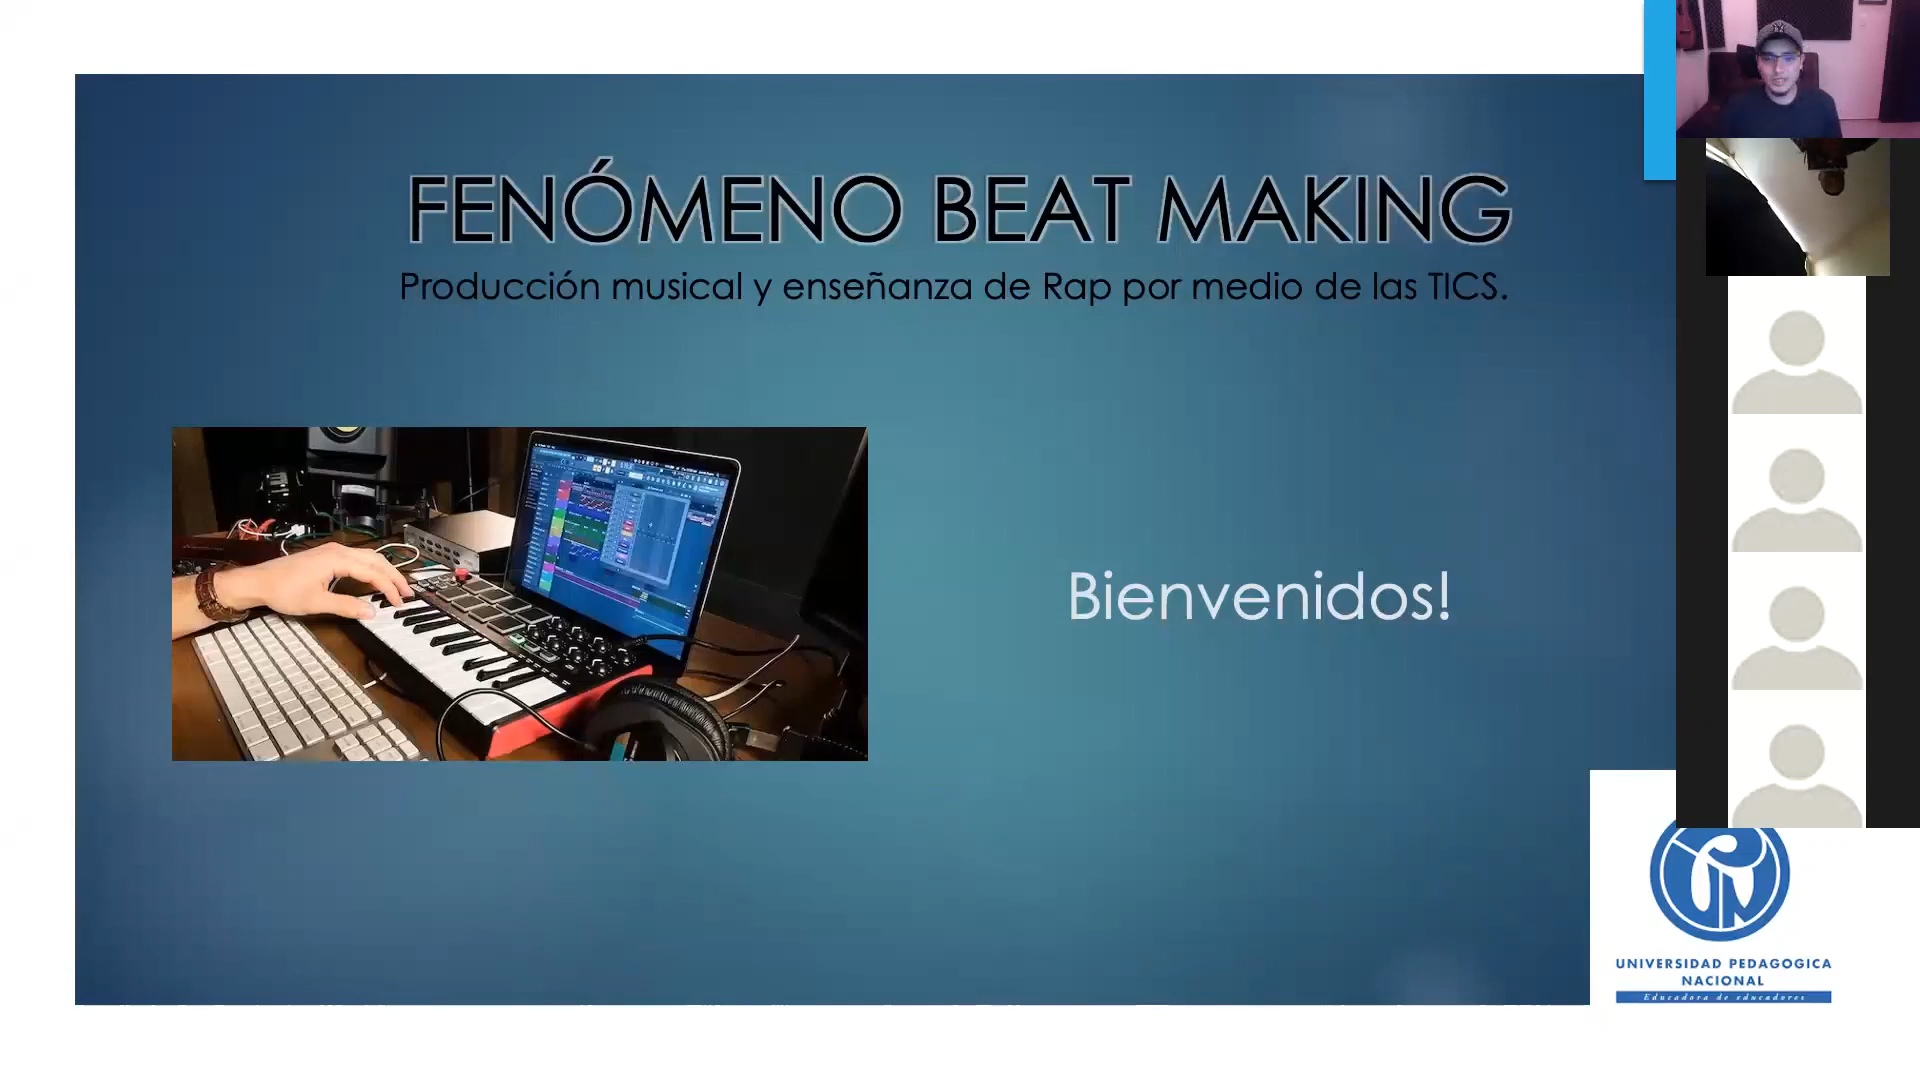 FENÓMENO BEAT MAKING
Producción musical y enseñanza de Rap por medio de las TICS.
Bienvenidos!
UNIVERSIDAD PEDAGOGICA
NACIONAL
Educadora de educadores